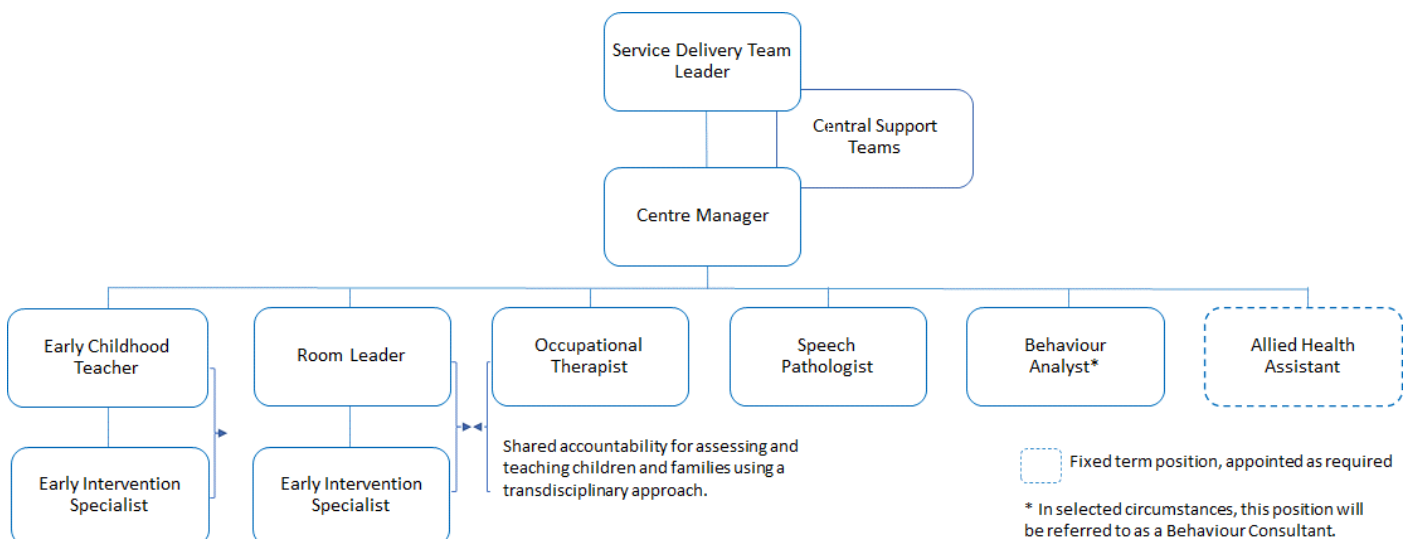 Service Delivery Team
Leader
Central Support
Teams
Centre Manager
Early Childhood
Teacher
Room Leader
Occupational
Therapist
Speech
Pathologist
Behaviour
Analyst*
Allied Health
Assistant
Early Intervention
Specialist
Early Intervention
Specialist
Shared accountability for assessing and
teaching children and families using a
transdisciplinary approach.
Fixed term position, appointed as required
* In selected circumstances, this position will
be referred to as a Behaviour Consultant.